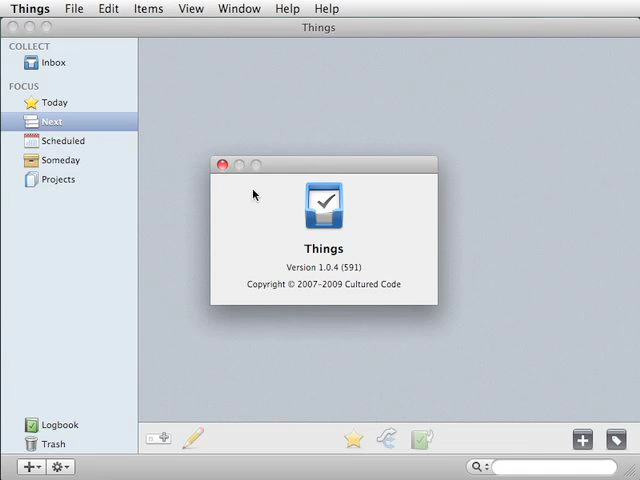 Things File Edit Items View Window Help Help
Things
COLLECT
Inbox
FOCUS
Today
Next
Scheduled
Someday
Projects
Things
Version 1.0.4 (591)
Copyright © 2007-2009 Cultured Code
Logbook
Trash